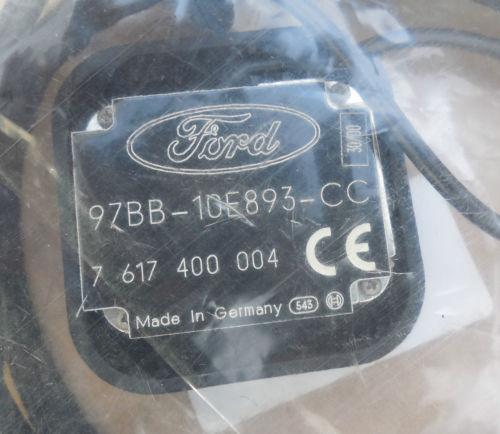 Ford
30/00
97BB-10E893-CC
7 617 400 004 CE
Made In Germany 543